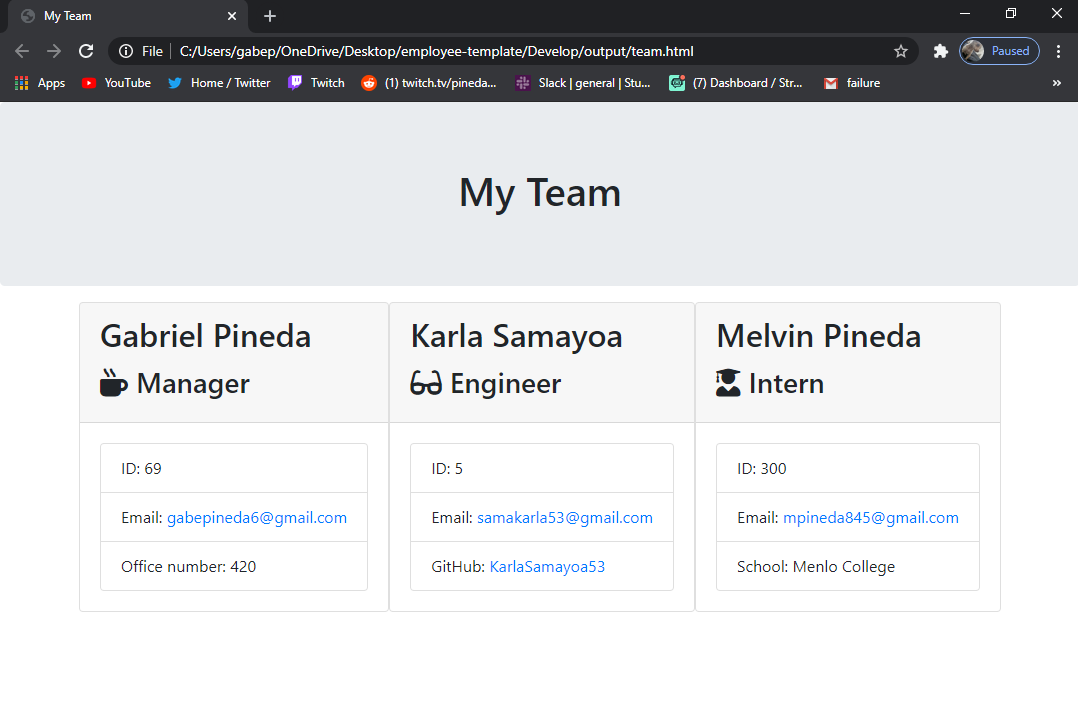 My Team
File C:/Users/gabep/OneDrive/Desktop/employee-template/Develop/output/team.html Paused
Apps YouTube Home / Twitter Twitch (1) twitch.tv/pineda... Slack | general | Stu... (7) Dashboard / Str... failure »
My Team
Gabriel Pineda
Manager
ID: 69
Email: gabepineda6@gmail.com
Office number: 420
Karla Samayoa
Engineer
ID: 5
Email: samakarla53@gmail.com
GitHub: KarlaSamayoa53
Melvin Pineda
Intern
ID: 300
Email: mpineda845@gmail.com
School: Menlo College